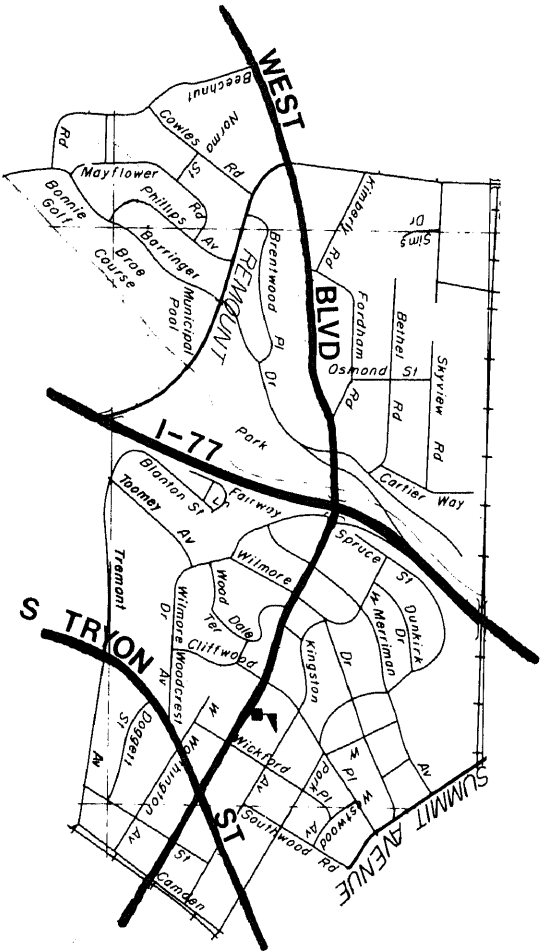 WEST
BLVD
Beechnut
Cowles
Norma
Rd
St
Rd
Mayflower
Rd
Phillips
Av
Bonnie
Golf
Brae
Course
Barringer
Municipal
Pool
REMOUNT
Brentwood
Pl
Dr
Kimberly
Rd
Sims
Dr
Fordham
Rd
Bethel
Rd
Osmond St
Skyview
Rd
Park
Cartier Way
I-77
Blanton St
Fairway
Toomey
Av
Tremont
Av
Wilmore
Dr
Spruce
St
Dunkirk
Dr
W Merriman
Av
Wilmore
Dr
Wood
Dale
Ter
Cliffwood
Woodcrest
Av
Kingston
S TRYON
ST
Doggett
St
W
Worthington
Av
Wickford
Pl
W
Park
Av
Westwood
Av
Southwood
Rd
Camden
St
SUMMIT AVENUE